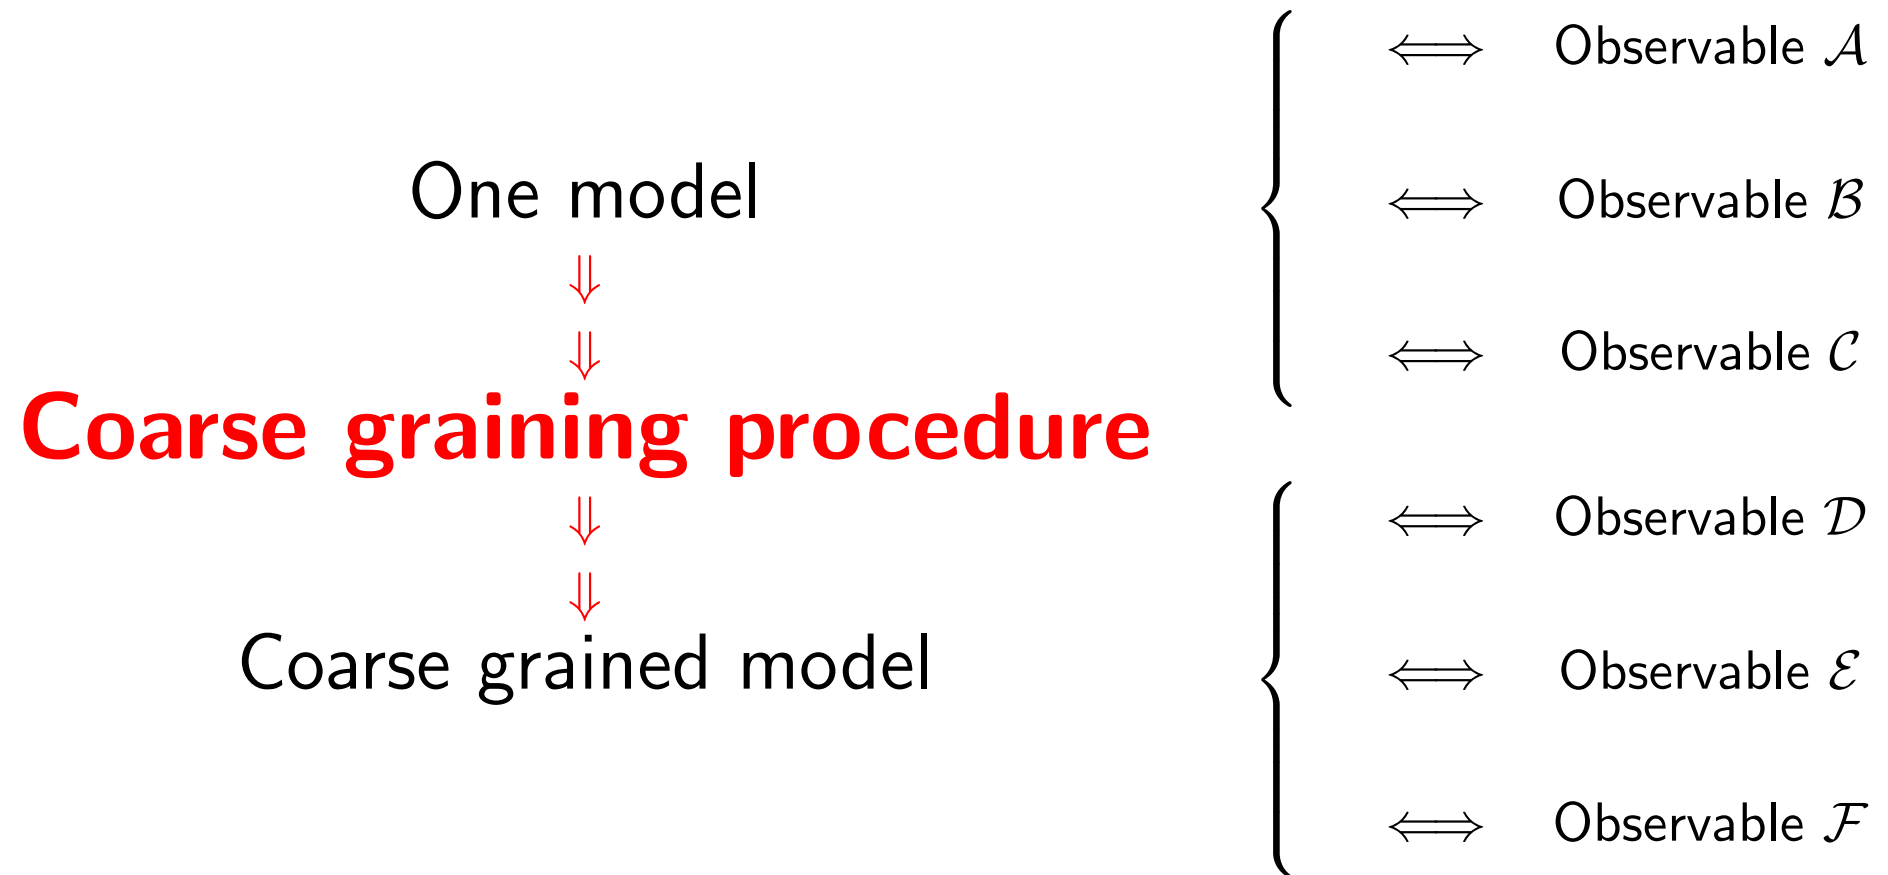 One model
⇓
⇓
Coarse graining procedure
⇓
⇓
Coarse grained model
⟺ Observable 𝒜
⟺ Observable ℬ
⟺ Observable 𝒞
⟺ Observable 𝒟
⟺ Observable ℰ
⟺ Observable ℱ